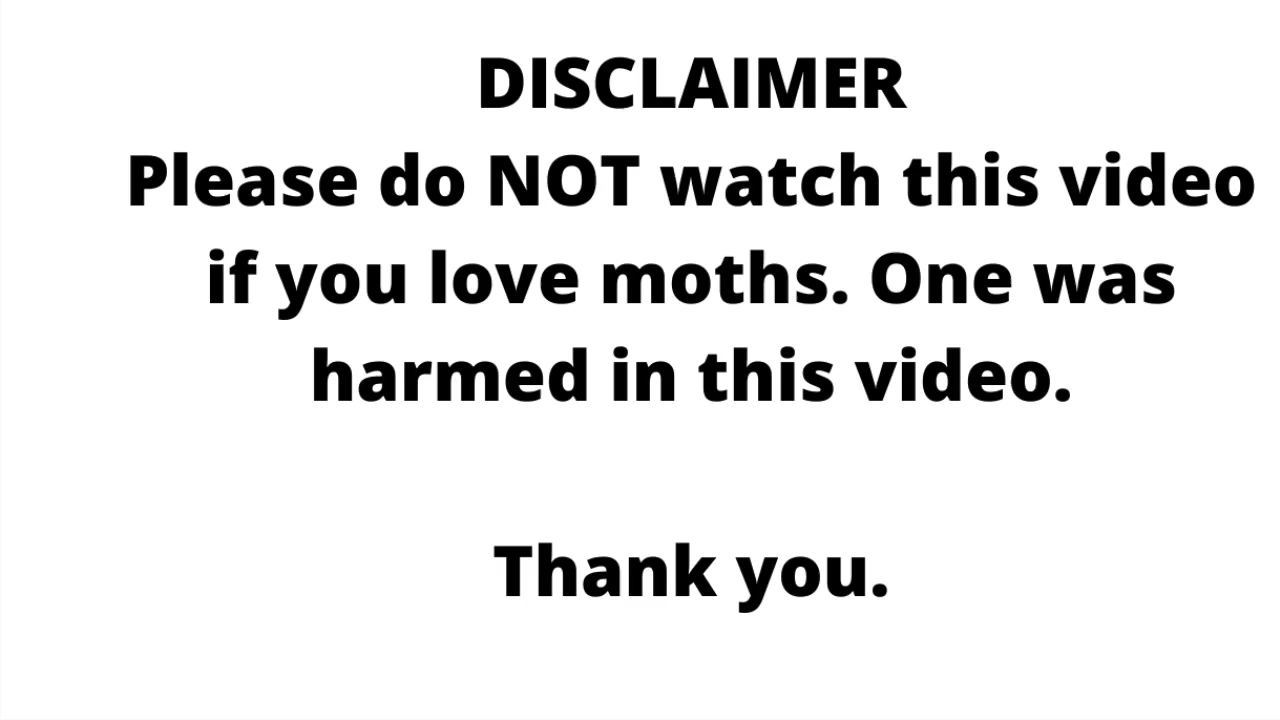 DISCLAIMER
Please do NOT watch this video
if you love moths. One was
harmed in this video.
Thank you.